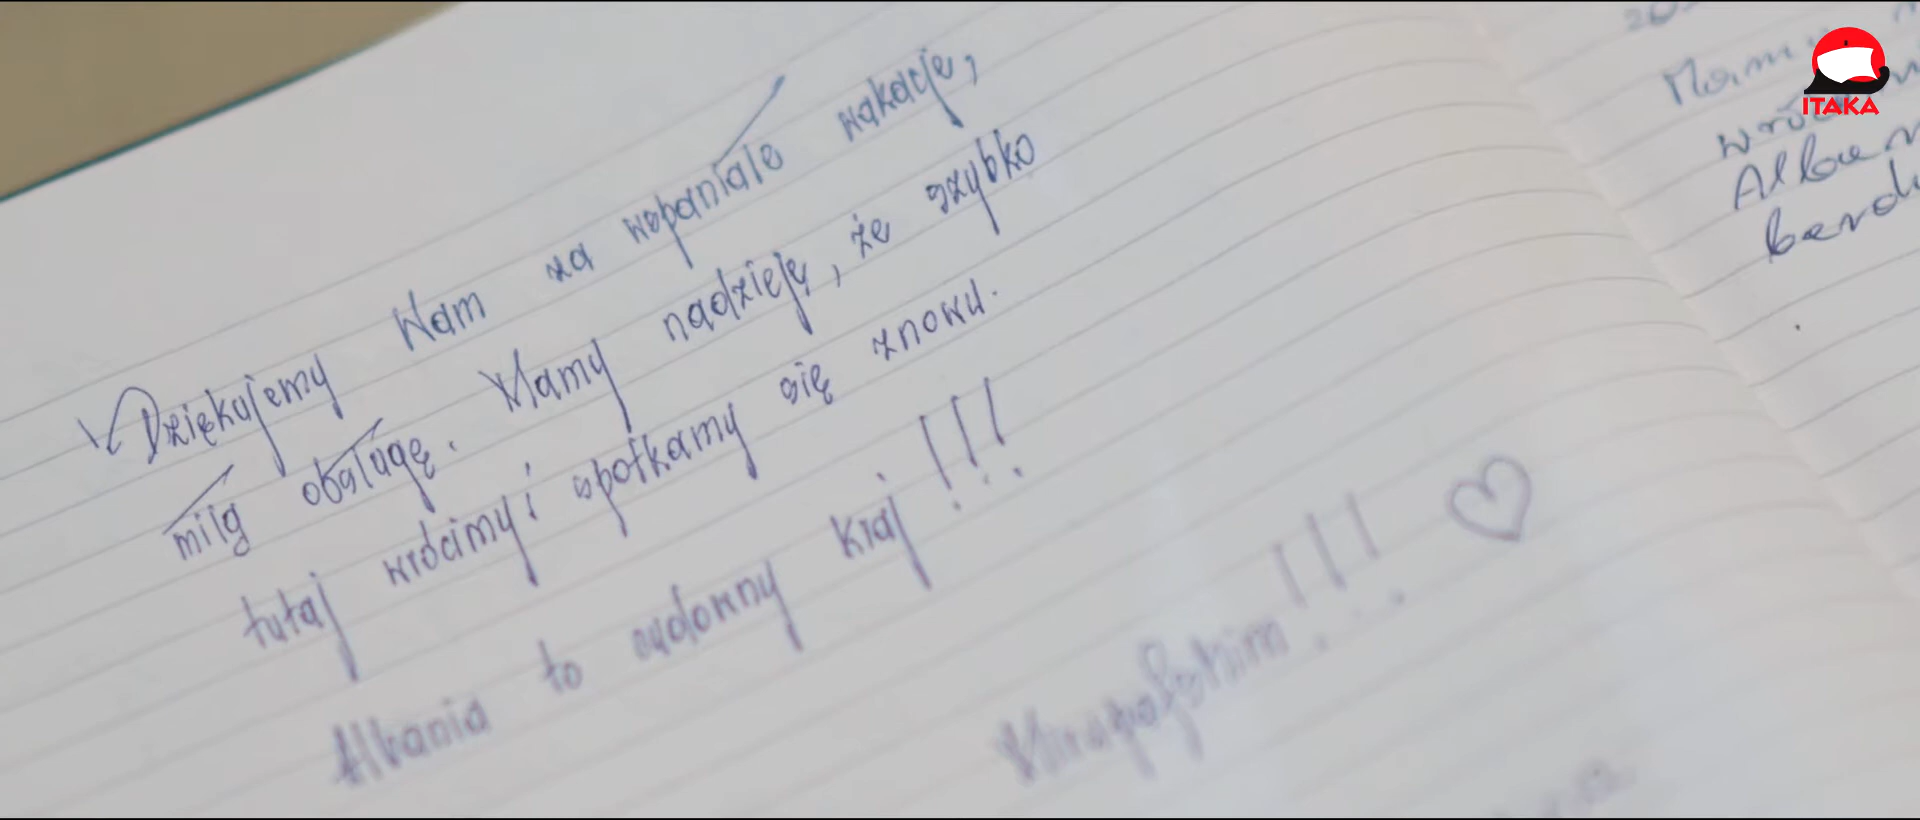 Dziękujemy Wam za wspaniałe wakacje,
miłą obsługę. Mamy nadzieję, że szybko
tutaj wrócimy i spotkamy się znowu.
Albania to cudowny kraj!!!
!!! ♡
ITAKA